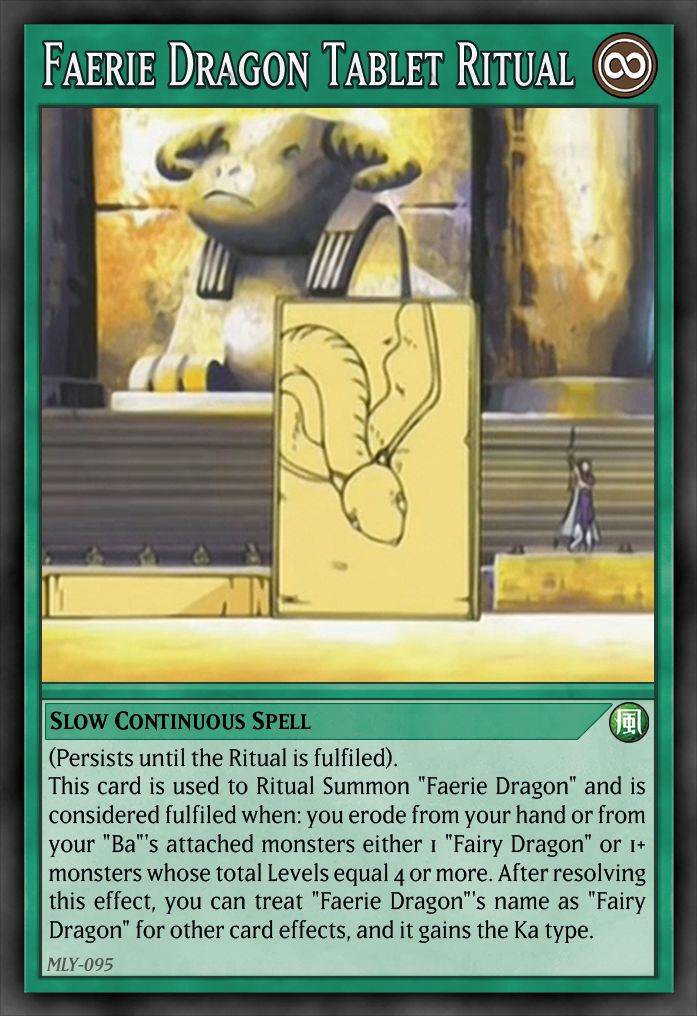 Faerie Dragon Tablet Ritual
Slow Continuous Spell
風
(Persists until the Ritual is fulfiled).
This card is used to Ritual Summon "Faerie Dragon" and is
considered fulfiled when: you erode from your hand or from
your "Ba"'s attached monsters either 1 "Fairy Dragon" or 1+
monsters whose total Levels equal 4 or more. After resolving
this effect, you can treat "Faerie Dragon"'s name as "Fairy
Dragon" for other card effects, and it gains the Ka type.
MLY-095